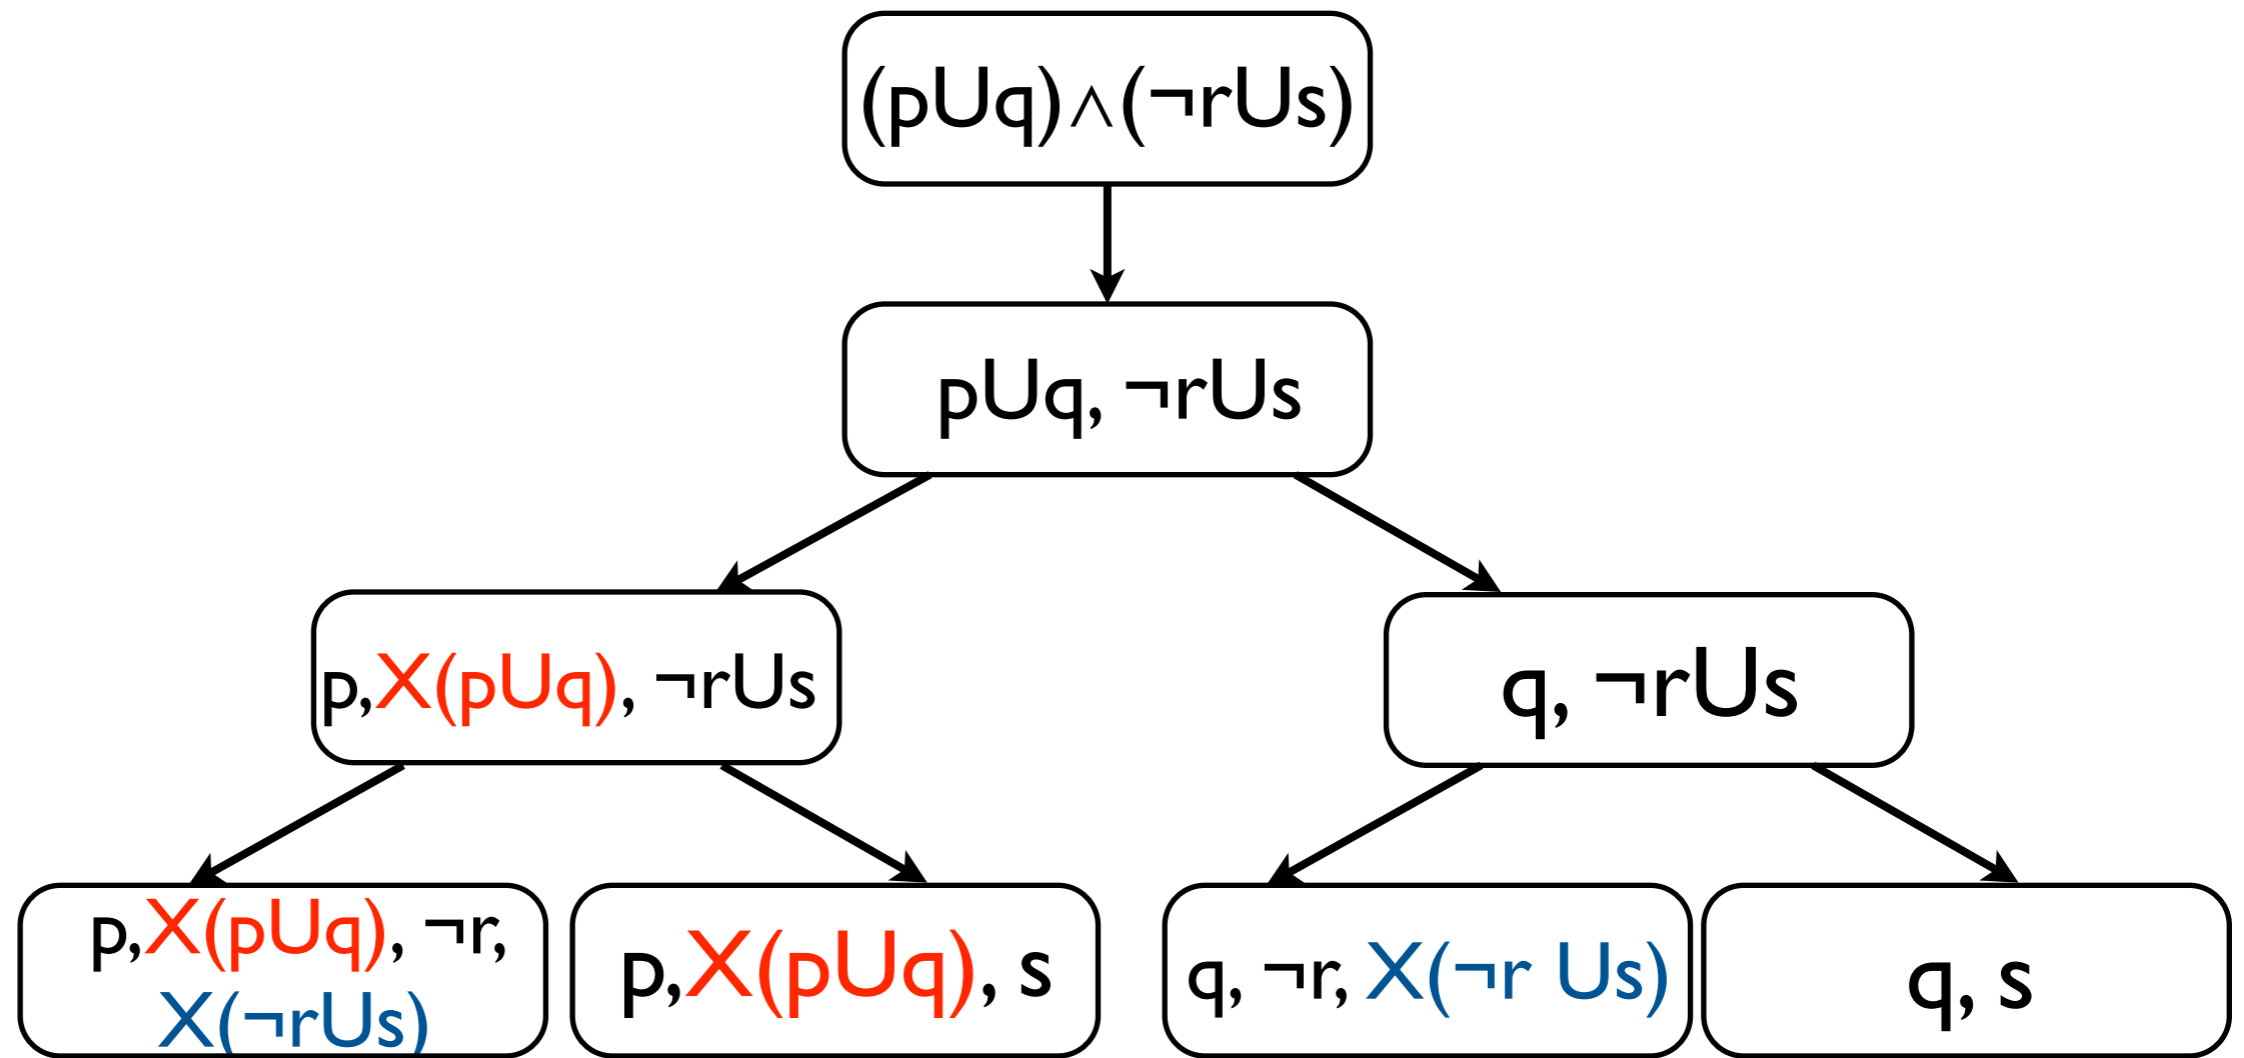 (pUq)∧(¬rUs)
pUq, ¬rUs
p,X(pUq), ¬rUs
q, ¬rUs
p,X(pUq), ¬r,
X(¬rUs)
p,X(pUq), s
q, ¬r, X(¬r Us)
q, s